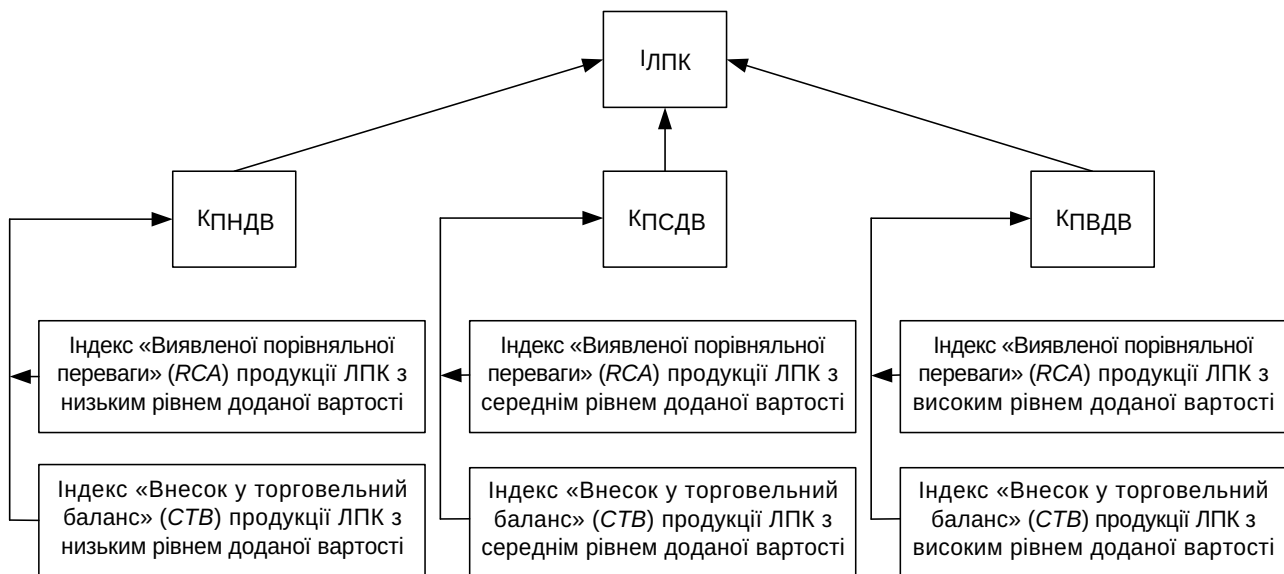 IЛПК
КПНДВ
КПСДВ
КПВДВ
Індекс «Виявленої порівняльної
переваги» (RCA) продукції ЛПК з
низьким рівнем доданої вартості
Індекс «Виявленої порівняльної
переваги» (RCA) продукції ЛПК з
середнім рівнем доданої вартості
Індекс «Виявленої порівняльної
переваги» (RCA) продукції ЛПК з
високим рівнем доданої вартості
Індекс «Внесок у торговельний
баланс» (CTB) продукції ЛПК з
низьким рівнем доданої вартості
Індекс «Внесок у торговельний
баланс» (CTB) продукції ЛПК з
середнім рівнем доданої вартості
Індекс «Внесок у торговельний
баланс» (CTB) продукції ЛПК з
високим рівнем доданої вартості